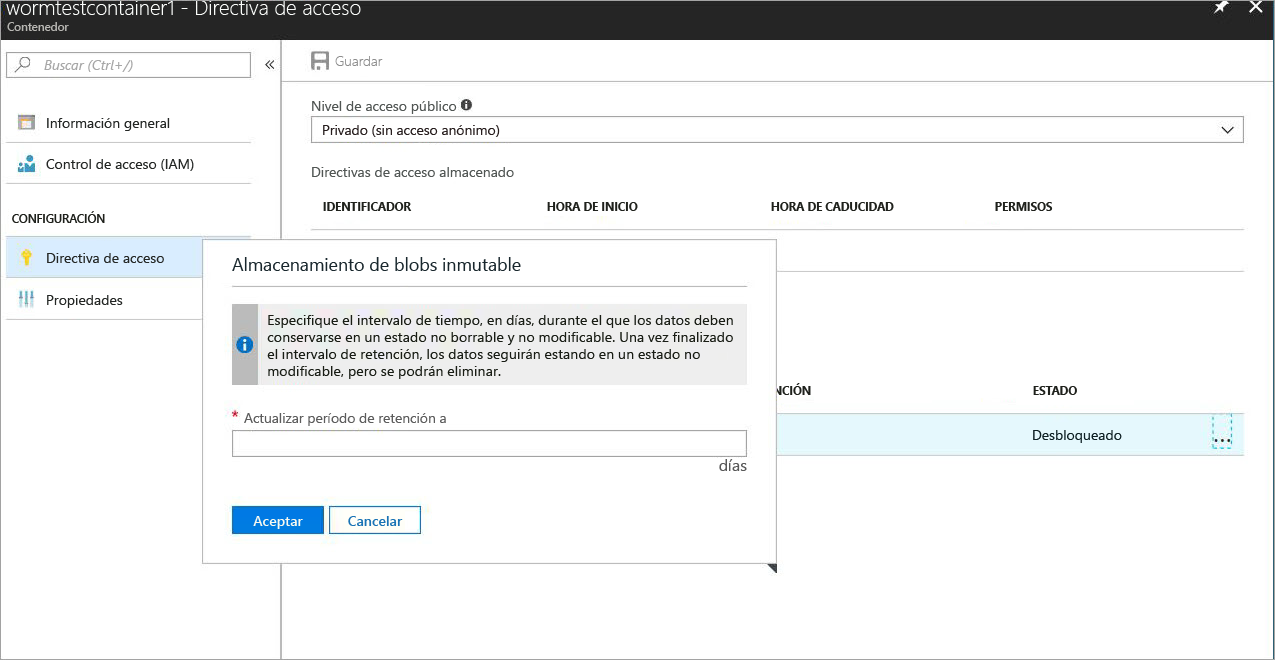 wormtestcontainer1 - Directiva de acceso
Contenedor
Buscar (Ctrl+/)
«
Guardar
Información general
Control de acceso (IAM)
CONFIGURACIÓN
Directiva de acceso
Propiedades
Nivel de acceso público
Privado (sin acceso anónimo)
Directivas de acceso almacenado
IDENTIFICADOR HORA DE INICIO HORA DE CADUCIDAD PERMISOS
Almacenamiento de blobs inmutable
Especifique el intervalo de tiempo, en días, durante el que los datos deben
conservarse en un estado no borrable y no modificable. Una vez finalizado
el intervalo de retención, los datos seguirán estando en un estado no
modificable, pero se podrán eliminar.
* Actualizar período de retención a
días
Aceptar Cancelar
NCIÓN ESTADO
Desbloqueado ...